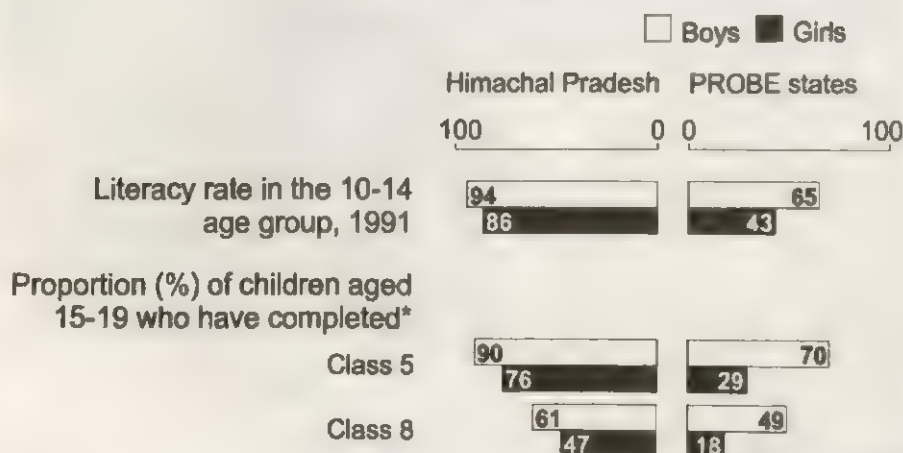 Boys Girls
Himachal Pradesh PROBE states
100 0 0 100
Literacy rate in the 10-14
age group, 1991
94 65
86 43
Proportion (%) of children aged
15-19 who have completed*
Class 5
90 70
76 29
Class 8
61 49
47 18